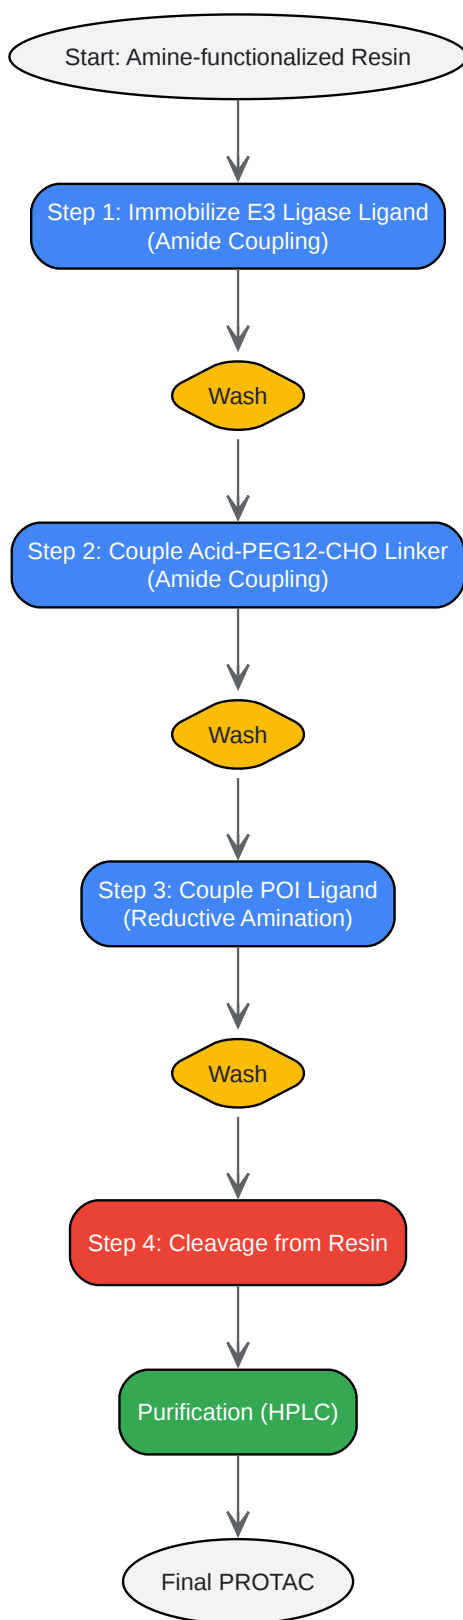 Start: Amine-functionalized Resin
Step 1: Immobilize E3 Ligase Ligand
(Amide Coupling)
Wash
Step 2: Couple Acid-PEG12-CHO Linker
(Amide Coupling)
Wash
Step 3: Couple POI Ligand
(Reductive Amination)
Wash
Step 4: Cleavage from Resin
Purification (HPLC)
Final PROTAC